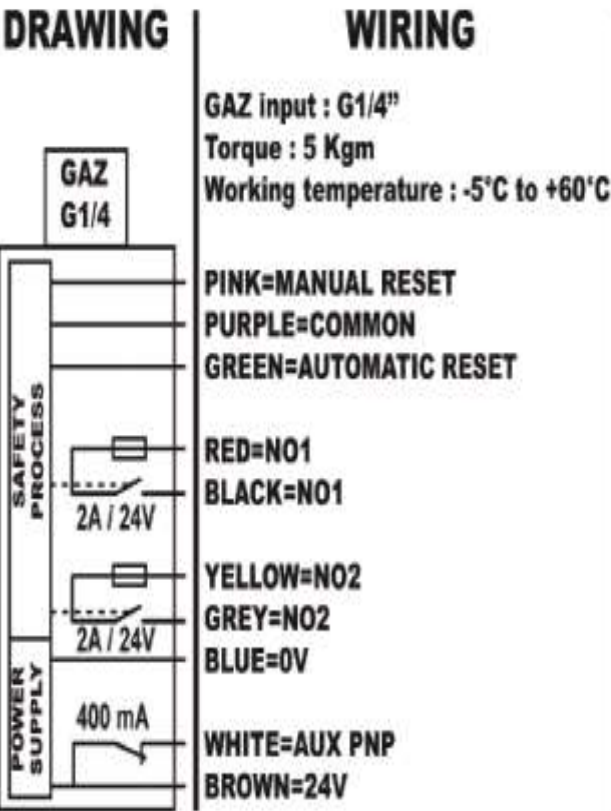 DRAWING
WIRING
GAZ input : G1/4”
Torque : 5 Kgm
Working temperature : -5°C to +60°C
GAZ
G1/4
SAFETY
PROCESS
POWER
SUPPLY
PINK=MANUAL RESET
PURPLE=COMMON
GREEN=AUTOMATIC RESET
RED=NO1
BLACK=NO1
2A / 24V
YELLOW=NO2
GREY=NO2
2A / 24V
BLUE=0V
400 mA
WHITE=AUX PNP
BROWN=24V